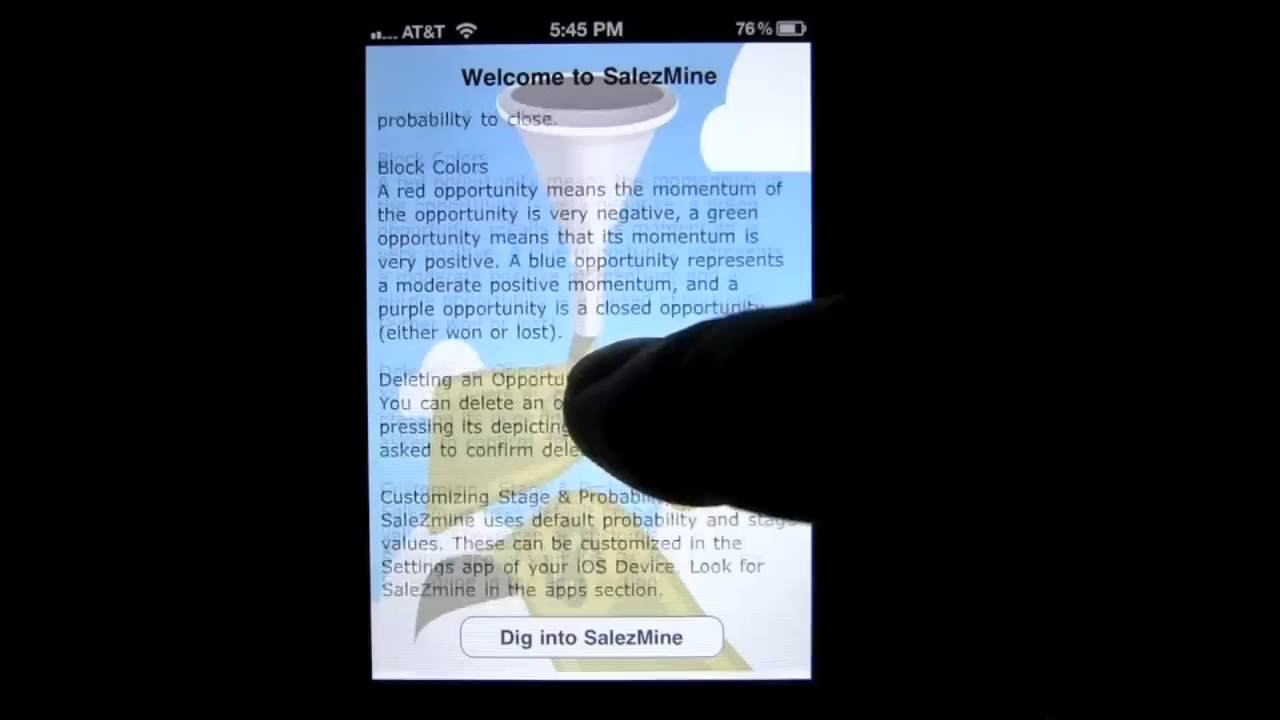 AT&T 5:45 PM 76%
Welcome to SalezMine
probability to close.
Block Colors
A red opportunity means the momentum of
the opportunity is very negative, a green
opportunity means that its momentum is
very positive. A blue opportunity represents
a moderate positive momentum, and a
purple opportunity is a closed opportunity
(either won or lost).
Deleting an
You can delete an
pressing its
asked to confirm
Customizing Stage &
SaleZmine uses default probability and stage
values. These can be customized in the
Settings app of your iOS Device. Look for
SaleZmine in the apps section.
Dig into SalezMine